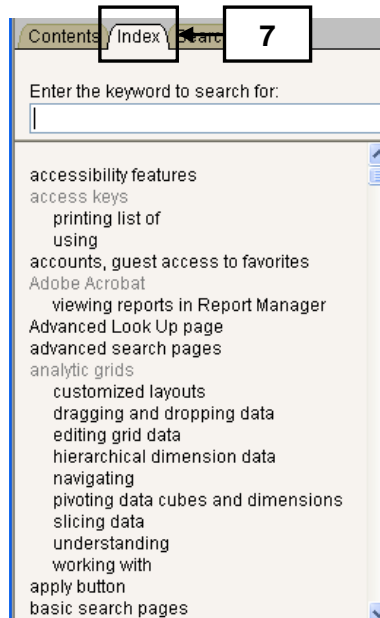 Contents Index 7
Enter the keyword to search for:
accessibility features
access keys
printing list of
using
accounts, guest access to favorites
Adobe Acrobat
viewing reports in Report Manager
Advanced Look Up page
advanced search pages
analytic grids
customized layouts
dragging and dropping data
editing grid data
hierarchical dimension data
navigating
pivoting data cubes and dimensions
slicing data
understanding
working with
apply button
basic search pages